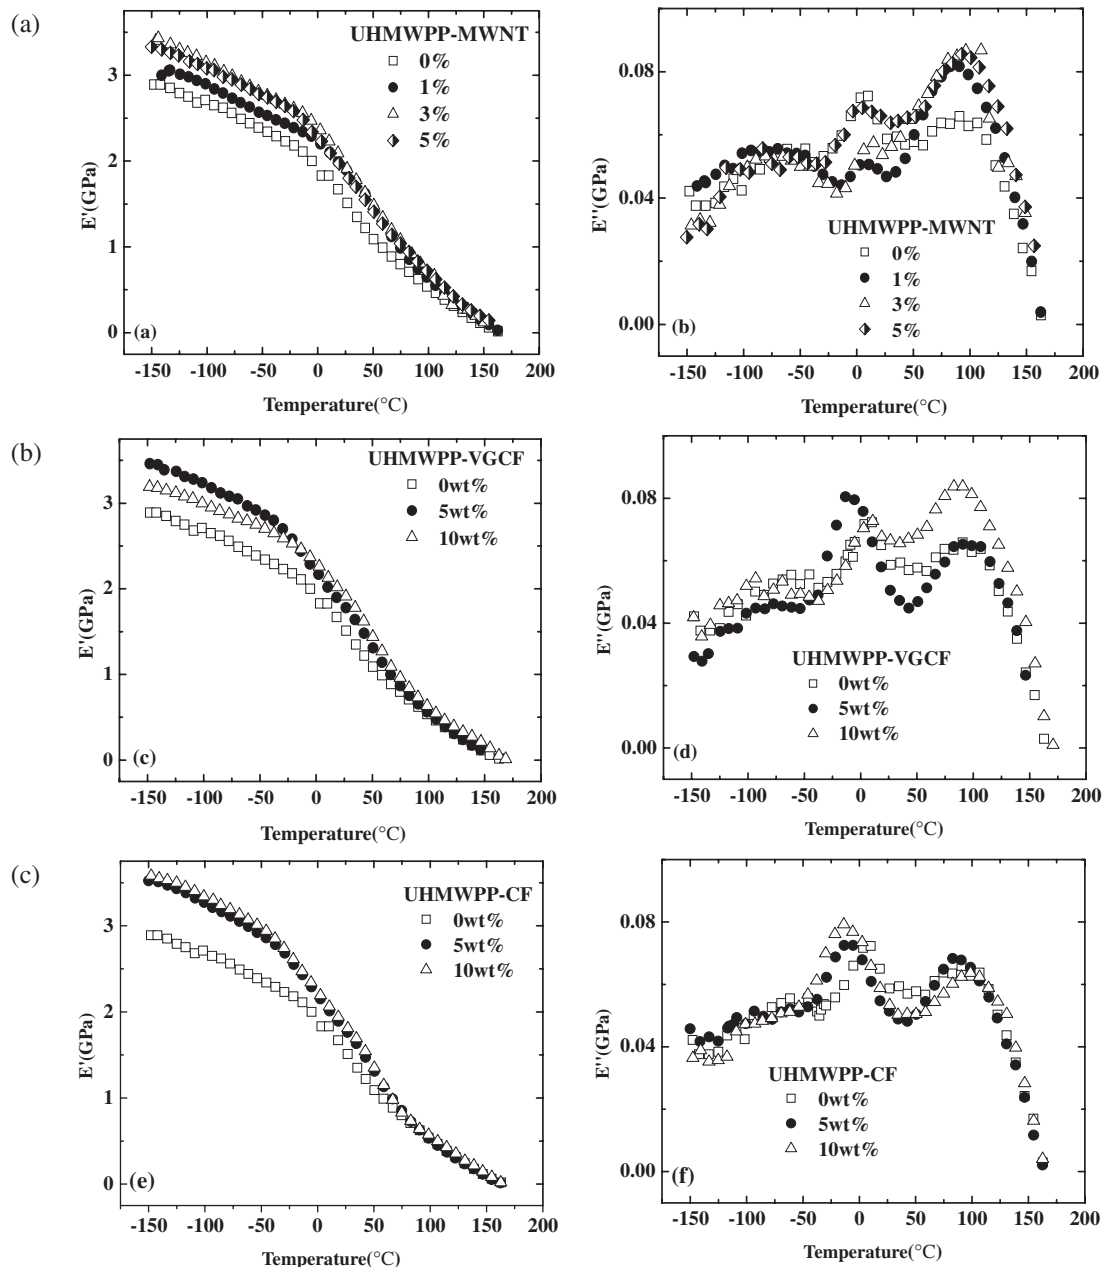 (a)
UHMWPP-MWNT
0%
1%
3%
5%
E'(GPa)
3
2
1
0
(a)
-150 -100 -50 0 50 100 150 200
Temperature(°C)
E''(GPa)
0.08
0.04
0.00
UHMWPP-MWNT
0%
1%
3%
5%
(b)
-150 -100 -50 0 50 100 150 200
Temperature(°C)
(b)
UHMWPP-VGCF
0wt%
5wt%
10wt%
E'(GPa)
3
2
1
0
(c)
-150 -100 -50 0 50 100 150 200
Temperature(°C)
E''(GPa)
0.08
0.04
0.00
UHMWPP-VGCF
0wt%
5wt%
10wt%
(d)
-150 -100 -50 0 50 100 150 200
Temperature(°C)
(c)
UHMWPP-CF
0wt%
5wt%
10wt%
E'(GPa)
3
2
1
0
(e)
-150 -100 -50 0 50 100 150 200
Temperature(°C)
E''(GPa)
0.08
0.04
0.00
UHMWPP-CF
0wt%
5wt%
10wt%
(f)
-150 -100 -50 0 50 100 150 200
Temperature(°C)